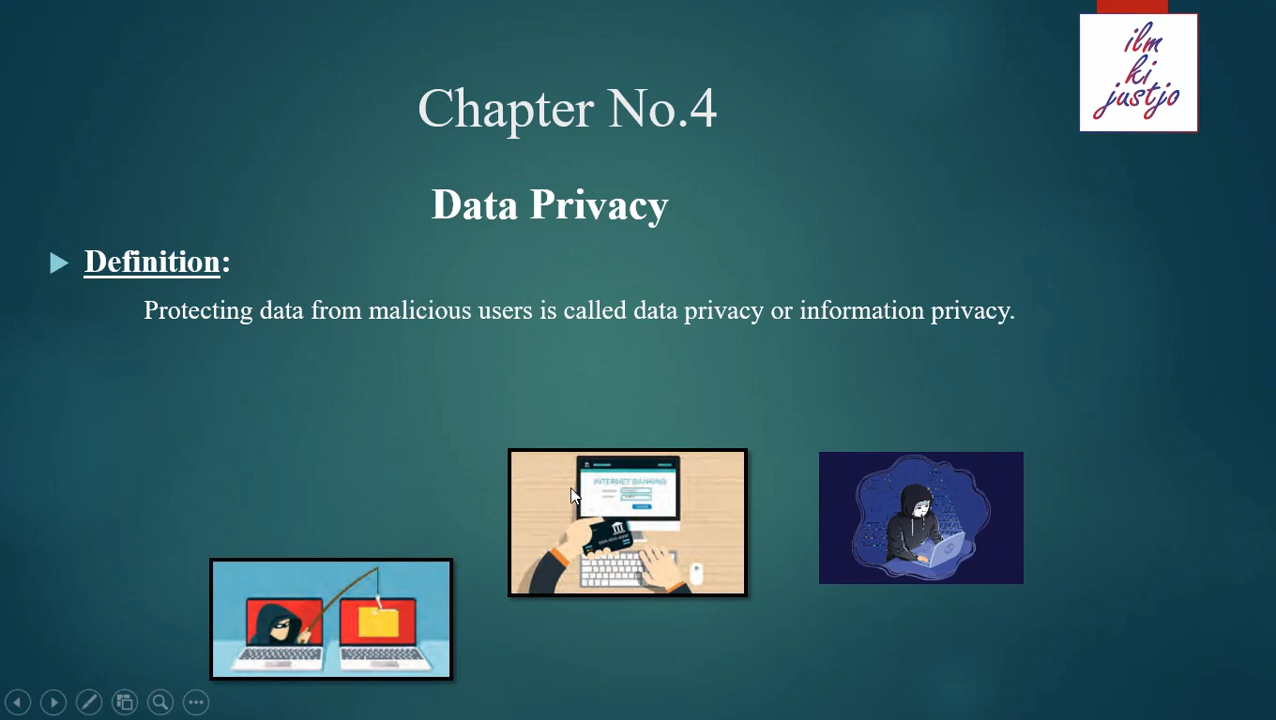 ilm
ki
justjo
Chapter No.4
Data Privacy
Definition:
Protecting data from malicious users is called data privacy or information privacy.
INTERNET BANKING